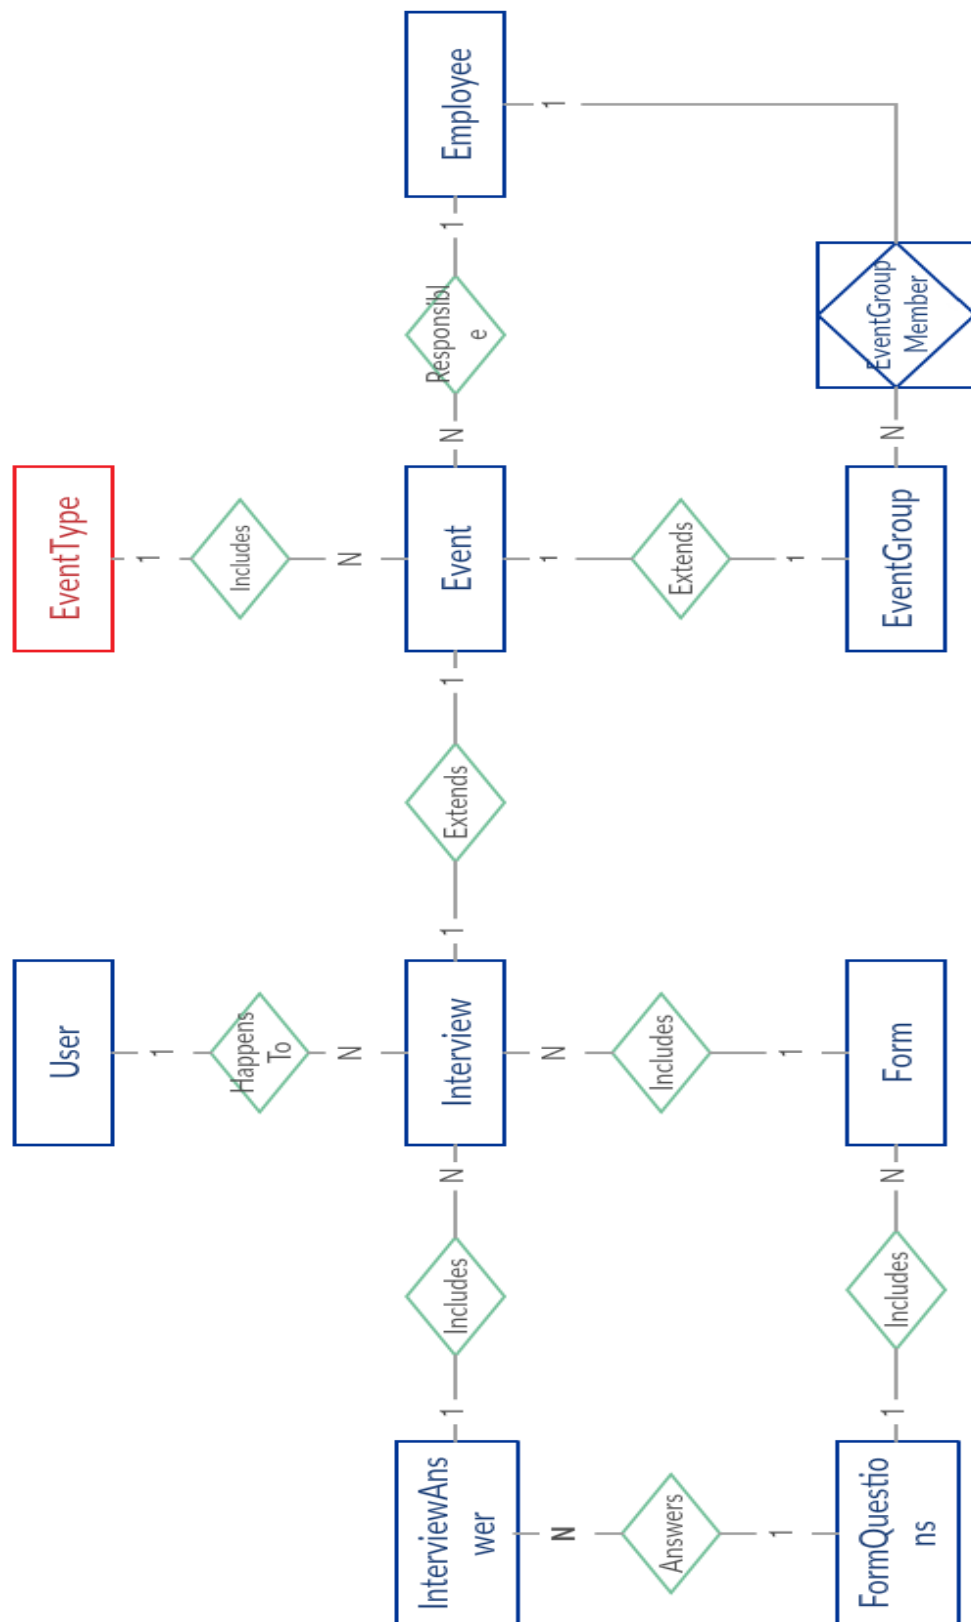 User
EventType
1
1
Happens
To
Includes
N
N
InterviewAns
wer
1
Includes
N
Interview
1
Extends
1
Event
N
Responsibl
e
1
Employee
N
N
1
1
Answers
Includes
Extends
1
1
1
FormQuestio
ns
1
Includes
N
Form
EventGroup
N
EventGroup
Member